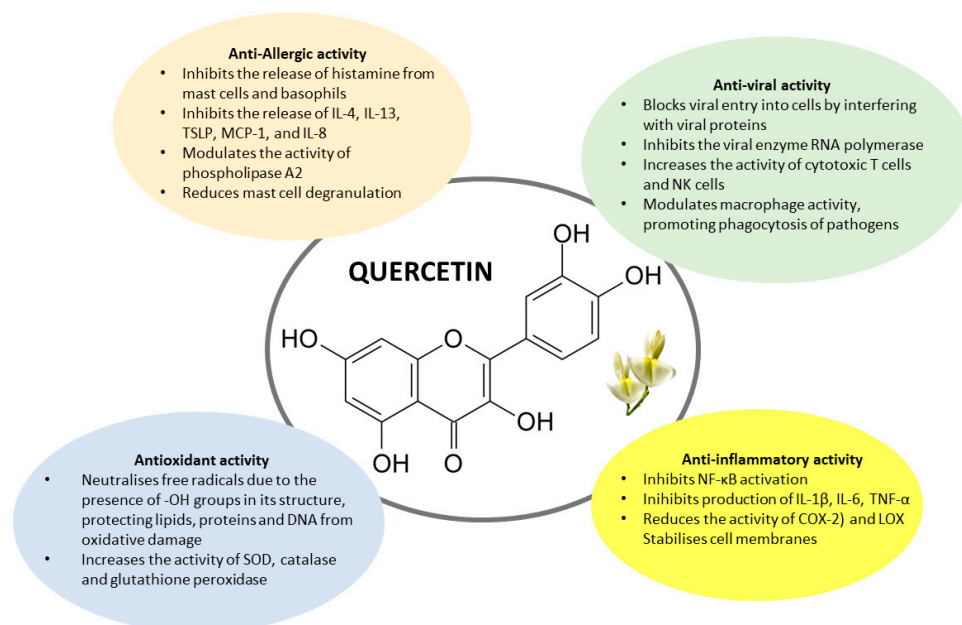 Anti-Allergic activity
• Inhibits the release of histamine from
mast cells and basophils
• Inhibits the release of IL-4, IL-13,
TSLP, MCP-1, and IL-8
• Modulates the activity of
phospholipase A2
• Reduces mast cell degranulation
Anti-viral activity
• Blocks viral entry into cells by interfering
with viral proteins
• Inhibits the viral enzyme RNA polymerase
• Increases the activity of cytotoxic T cells
and NK cells
• Modulates macrophage activity,
promoting phagocytosis of pathogens
QUERCETIN
OH
OH
HO
O
OH
OH
O
Antioxidant activity
• Neutralises free radicals due to the
presence of -OH groups in its structure,
protecting lipids, proteins and DNA from
oxidative damage
• Increases the activity of SOD, catalase
and glutathione peroxidase
Anti-inflammatory activity
• Inhibits NF-κB activation
• Inihibits production of IL-1β, IL-6, TNF-α
• Reduces the activity of COX-2) and LOX
Stabilises cell membranes